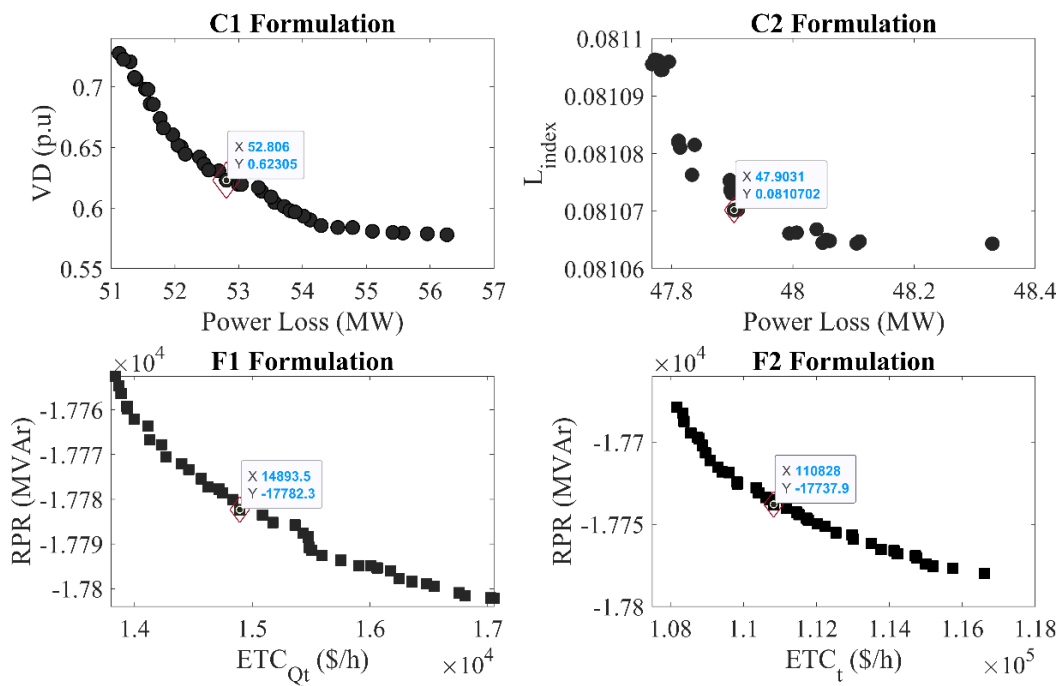 C1 Formulation
0.7
0.65
0.6
0.55
VD (p.u)
X 52.806
Y 0.62305
51 52 53 54 55 56 57
Power Loss (MW)
C2 Formulation
0.0811
0.08109
0.08108
0.08107
0.08106
L_index
X 47.9031
Y 0.0810702
47.8 48 48.2 48.4
Power Loss (MW)
F1 Formulation
×10^4
-1.776
-1.777
-1.778
-1.779
-1.78
RPR (MVAr)
X 14893.5
Y -17782.3
1.4 1.5 1.6 1.7
ETC_Qt ($/h)
×10^4
F2 Formulation
×10^4
-1.77
-1.775
-1.78
RPR (MVAr)
X 110828
Y -17737.9
1.08 1.1 1.12 1.14 1.16 1.18
ETC_t ($/h)
×10^5